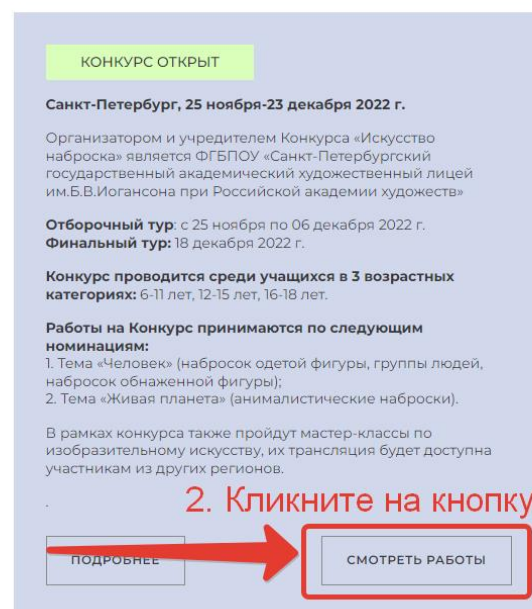 КОНКУРС ОТКРЫТ
Санкт-Петербург, 25 ноября-23 декабря 2022 г.
Организатором и учредителем Конкурса «Искусство
наброска» является ФГБПОУ «Санкт-Петербургский
государственный академический художественный лицей
им.Б.В.Иогансона при Российской академии художеств»
Отборочный тур: с 25 ноября по 06 декабря 2022 г.
Финальный тур: 18 декабря 2022 г.
Конкурс проводится среди учащихся в 3 возрастных
категориях: 6-11 лет, 12-15 лет, 16-18 лет.
Работы на Конкурс принимаются по следующим
номинациям:
1. Тема «Человек» (набросок одетой фигуры, группы людей,
набросок обнаженной фигуры);
2. Тема «Живая планета» (анималистические наброски).
В рамках конкурса также пройдут мастер-классы по
изобразительному искусству, их трансляция будет доступна
участникам из других регионов.
.
2. Кликните на кнопку
ПОДРОБНЕЕ
СМОТРЕТЬ РАБОТЫ